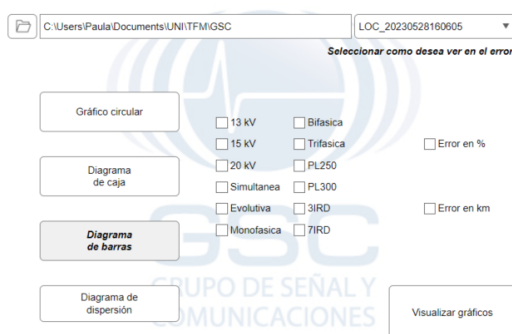 C:\Users\Paula\Documents\UNI\TFM\GSC
LOC_20230528160605
Seleccionar como desea ver en el error
Gráfico circular
Diagrama
de caja
Diagrama
de barras
Diagrama de
dispersión
13 kV
Bifasica
15 kV
Trifasica
20 kV
PL250
Simultanea
PL300
Evolutiva
3IRD
Monofasica
7IRD
Error en %
Error en km
GSC
GRUPO DE SEÑAL Y
COMUNICACIONES
Visualizar gráficos